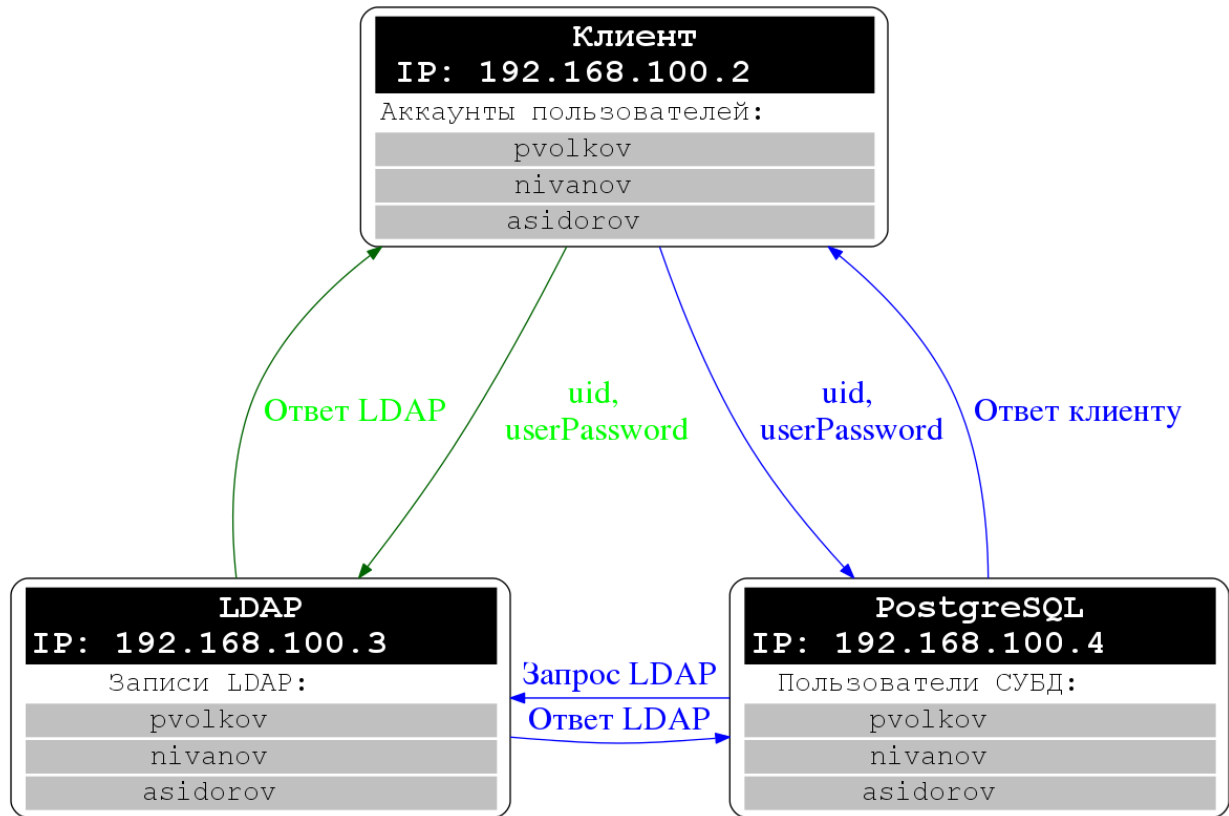 Клиент
IP: 192.168.100.2
Аккаунты пользователей:
pvolkov
nivanov
asidorov
Ответ LDAP
uid,
userPassword
uid,
userPassword
Ответ клиенту
LDAP
IP: 192.168.100.3
Записи LDAP:
pvolkov
nivanov
asidorov
Запрос LDAP
Ответ LDAP
PostgreSQL
IP: 192.168.100.4
Пользователи СУБД:
pvolkov
nivanov
asidorov